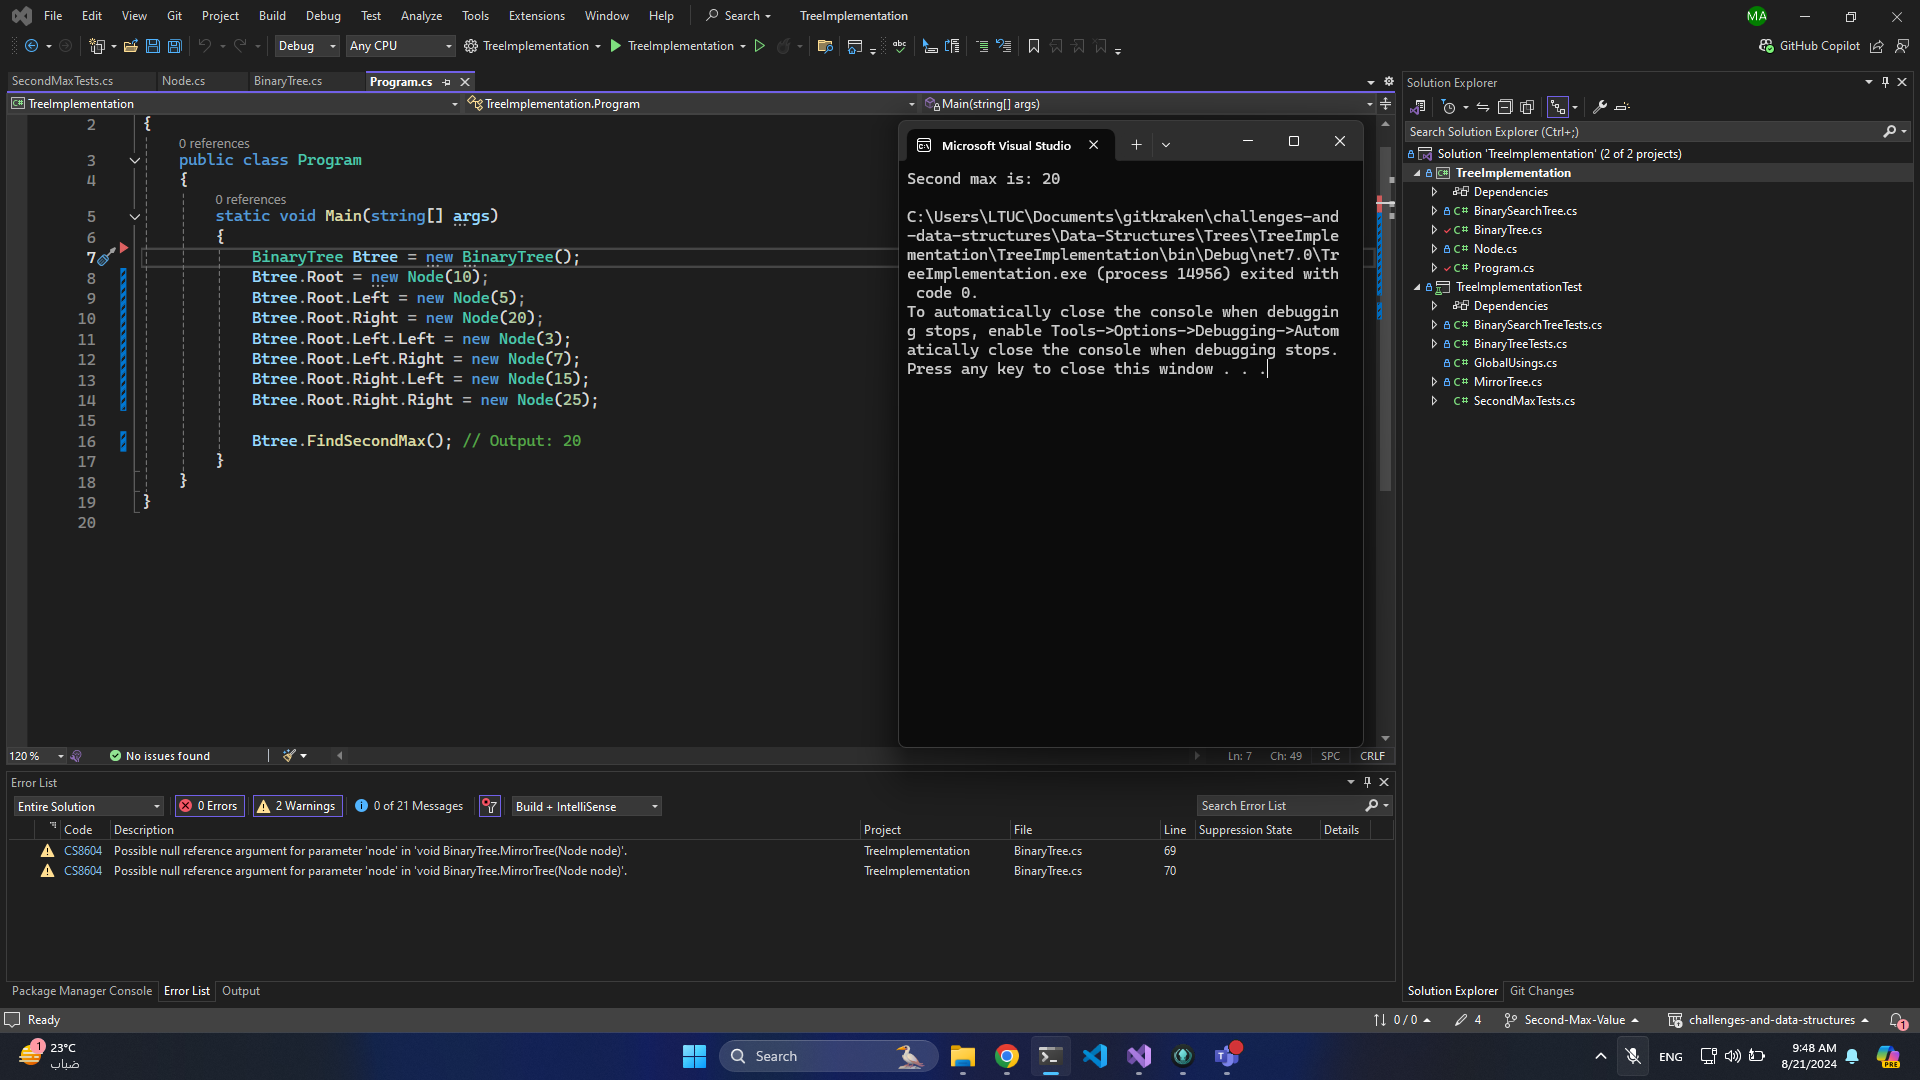 File Edit View Git Project Build Debug Test Analyze Tools Extensions Window Help Search TreeImplementation MA
Debug Any CPU TreeImplementation TreeImplementation GitHub Copilot
SecondMaxTests.cs Node.cs BinaryTree.cs Program.cs
TreeImplementation TreeImplementation.Program Main(string[] args)
2 {
0 references
3 public class Program
4 {
0 references
5 static void Main(string[] args)
6 {
7 BinaryTree Btree = new BinaryTree();
8 Btree.Root = new Node(10);
9 Btree.Root.Left = new Node(5);
10 Btree.Root.Right = new Node(20);
11 Btree.Root.Left.Left = new Node(3);
12 Btree.Root.Left.Right = new Node(7);
13 Btree.Root.Right.Left = new Node(15);
14 Btree.Root.Right.Right = new Node(25);
15
16 Btree.FindSecondMax(); // Output: 20
17 }
18 }
19 }
20
Microsoft Visual Studio
Second max is: 20
C:\Users\LTUC\Documents\gitkraken\challenges-and
-data-structures\Data-Structures\Trees\TreeImple
mentation\TreeImplementation\bin\Debug\net7.0\Tr
eeImplementation.exe (process 14956) exited with
code 0.
To automatically close the console when debuggin
g stops, enable Tools->Options->Debugging->Autom
atically close the console when debugging stops.
Press any key to close this window . . .
120 % No issues found Ln: 7 Ch: 49 SPC CRLF
Solution Explorer
Search Solution Explorer (Ctrl+;)
Solution 'TreeImplementation' (2 of 2 projects)
TreeImplementation
Dependencies
C# BinarySearchTree.cs
C# BinaryTree.cs
C# Node.cs
C# Program.cs
TreeImplementationTest
Dependencies
C# BinarySearchTreeTests.cs
C# BinaryTreeTests.cs
C# GlobalUsings.cs
C# MirrorTree.cs
C# SecondMaxTests.cs
Error List
Entire Solution 0 Errors 2 Warnings 0 of 21 Messages Build + IntelliSense Search Error List
Code Description Project File Line Suppression State Details
CS8604 Possible null reference argument for parameter 'node' in 'void BinaryTree.MirrorTree(Node node)'. TreeImplementation BinaryTree.cs 69
CS8604 Possible null reference argument for parameter 'node' in 'void BinaryTree.MirrorTree(Node node)'. TreeImplementation BinaryTree.cs 70
Package Manager Console Error List Output
Solution Explorer Git Changes
Ready 0 / 0 4 Second-Max-Value challenges-and-data-structures 1
1 23°C
ضباب
Search
ENG
9:48 AM
8/21/2024
PRE